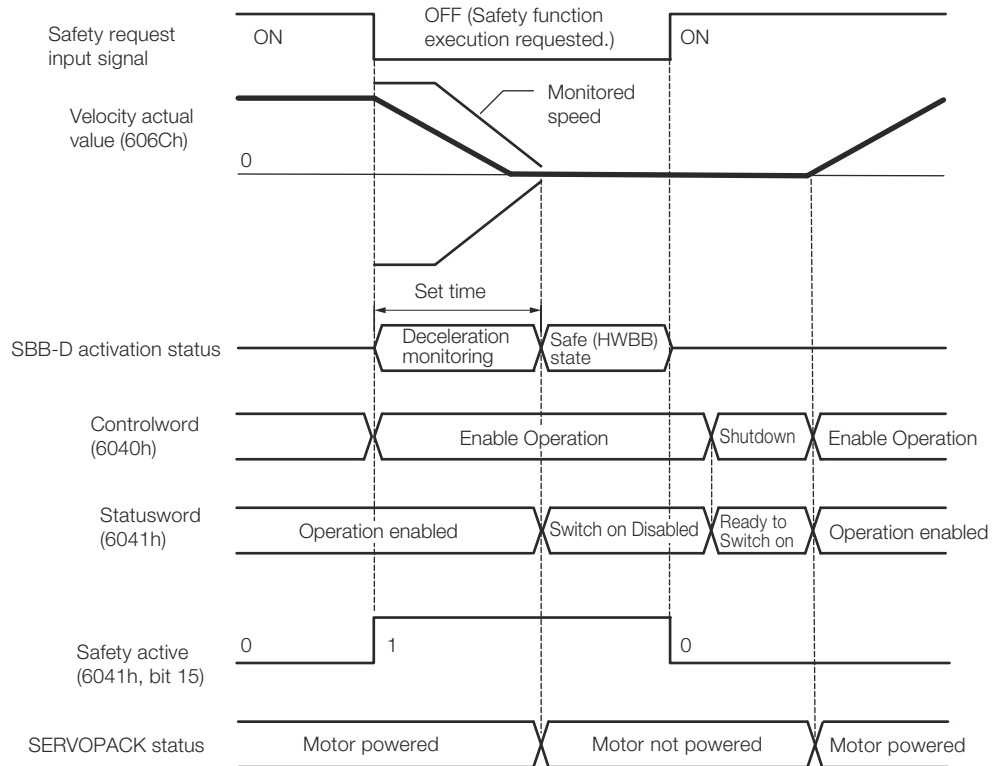 Safety request
input signal
ON
OFF (Safety function
execution requested.)
ON
Velocity actual
value (606Ch)
Monitored
speed
0
Set time
SBB-D activation status
Deceleration
monitoring
Safe (HWBB)
state
Controlword
(6040h)
Enable Operation
Shutdown
Enable Operation
Statusword
(6041h)
Operation enabled
Switch on Disabled
Ready to
Switch on
Operation enabled
Safety active
(6041h, bit 15)
0
1
0
SERVOPACK status
Motor powered
Motor not powered
Motor powered